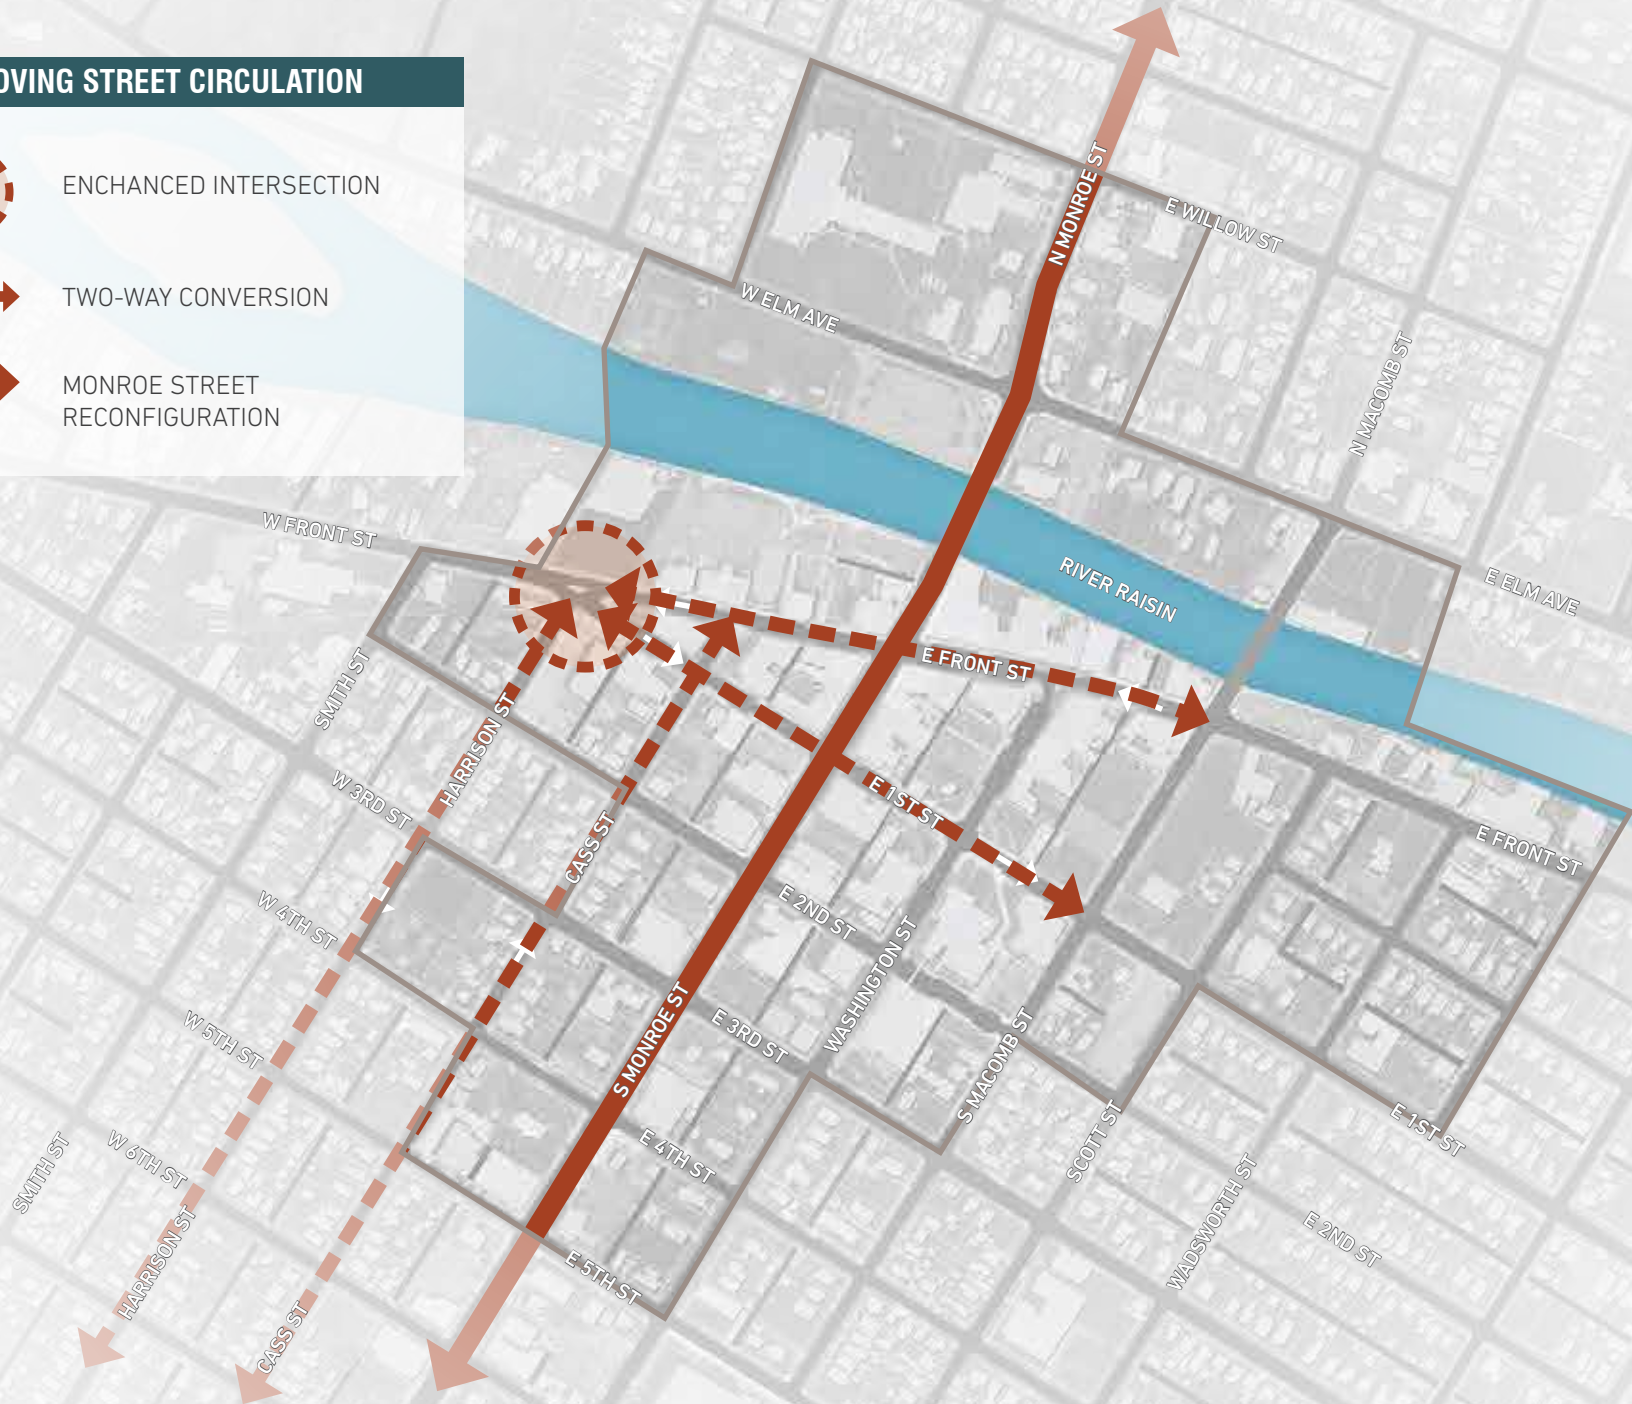 OVING STREET CIRCULATION
ENCHANCED INTERSECTION
TWO-WAY CONVERSION
MONROE STREET
RECONFIGURATION
N MONROE ST
E WILLOW ST
W ELM AVE
N MACOMB ST
W FRONT ST
RIVER RAISIN
E ELM AVE
E FRONT ST
SMITH ST
HARRISON ST
W 3RD ST
E 1ST ST
CASS ST
E FRONT ST
W 4TH ST
E 2ND ST
WASHINGTON ST
W 5TH ST
S MONROE ST
E 3RD ST
S MACOMB ST
SMITH ST
W 6TH ST
E 4TH ST
SCOTT ST
E 1ST ST
HARRISON ST
WADSWORTH ST
E 2ND ST
E 5TH ST
CASS ST